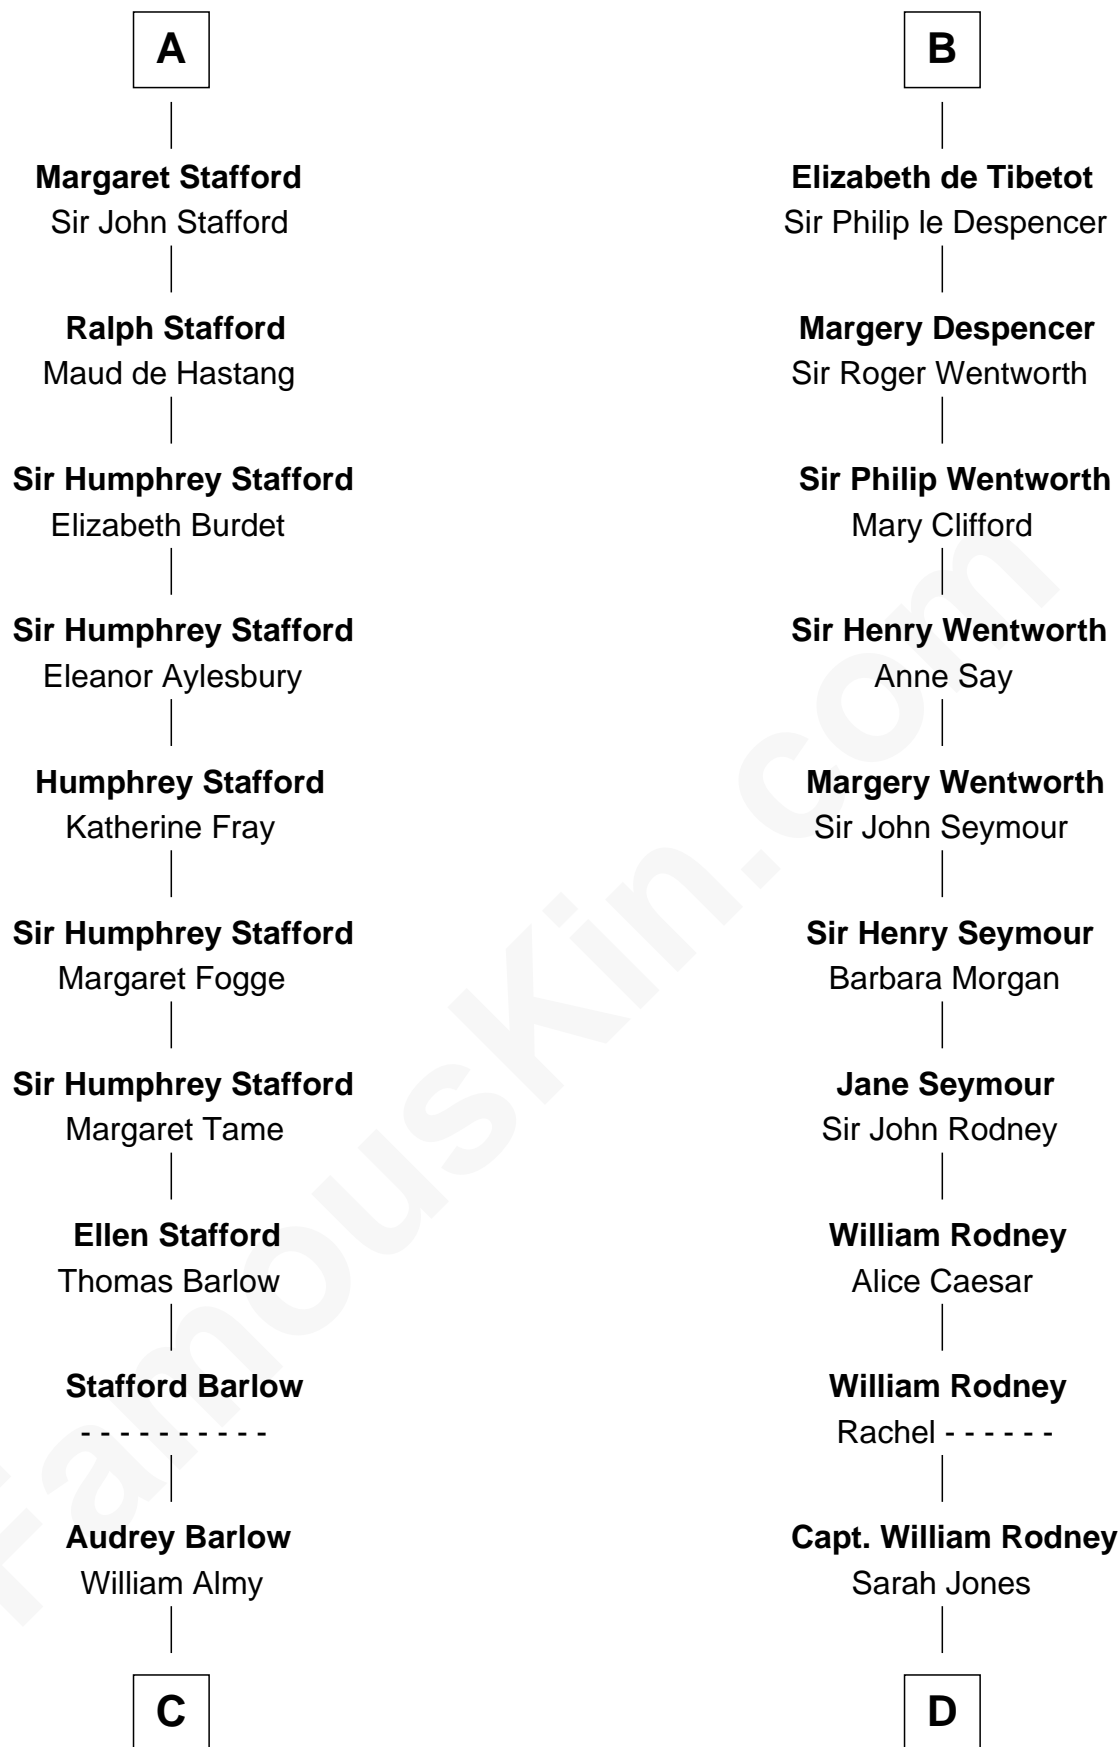 A
Margaret Stafford
Sir John Stafford
Ralph Stafford
Maud de Hastang
Sir Humphrey Stafford
Elizabeth Burdet
Sir Humphrey Stafford
Eleanor Aylesbury
Humphrey Stafford
Katherine Fray
Sir Humphrey Stafford
Margaret Fogge
Sir Humphrey Stafford
Margaret Tame
Ellen Stafford
Thomas Barlow
Stafford Barlow
- - - - - - - - - -
Audrey Barlow
William Almy
C
B
Elizabeth de Tibetot
Sir Philip le Despencer
Margery Despencer
Sir Roger Wentworth
Sir Philip Wentworth
Mary Clifford
Sir Henry Wentworth
Anne Say
Margery Wentworth
Sir John Seymour
Sir Henry Seymour
Barbara Morgan
Jane Seymour
Sir John Rodney
William Rodney
Alice Caesar
William Rodney
Rachel - - - - - -
Capt. William Rodney
Sarah Jones
D
FamousKin.com